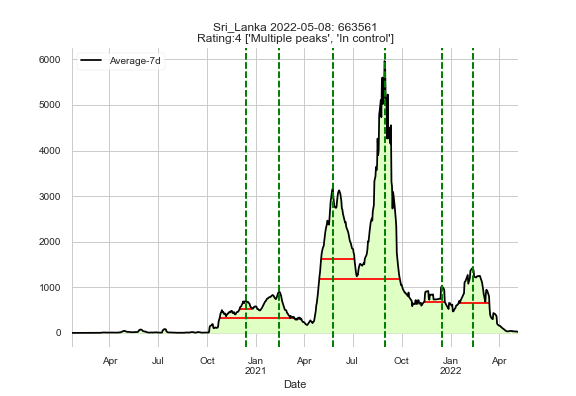 Sri_Lanka 2022-05-08: 663561
Rating:4 ['Multiple peaks', 'In control']
Average-7d
6000
5000
4000
3000
2000
1000
0
Apr Jul Oct Jan Apr Jul Oct Jan Apr
2021 2022
Date